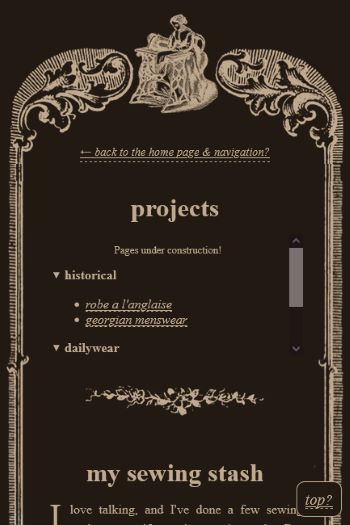 ← back to the home page & navigation?
projects
Pages under construction!
▼ historical
• robe a l'anglaise
• georgian menswear
▼ dailywear
my sewing stash
I love talking, and I've done a few sewing
top?